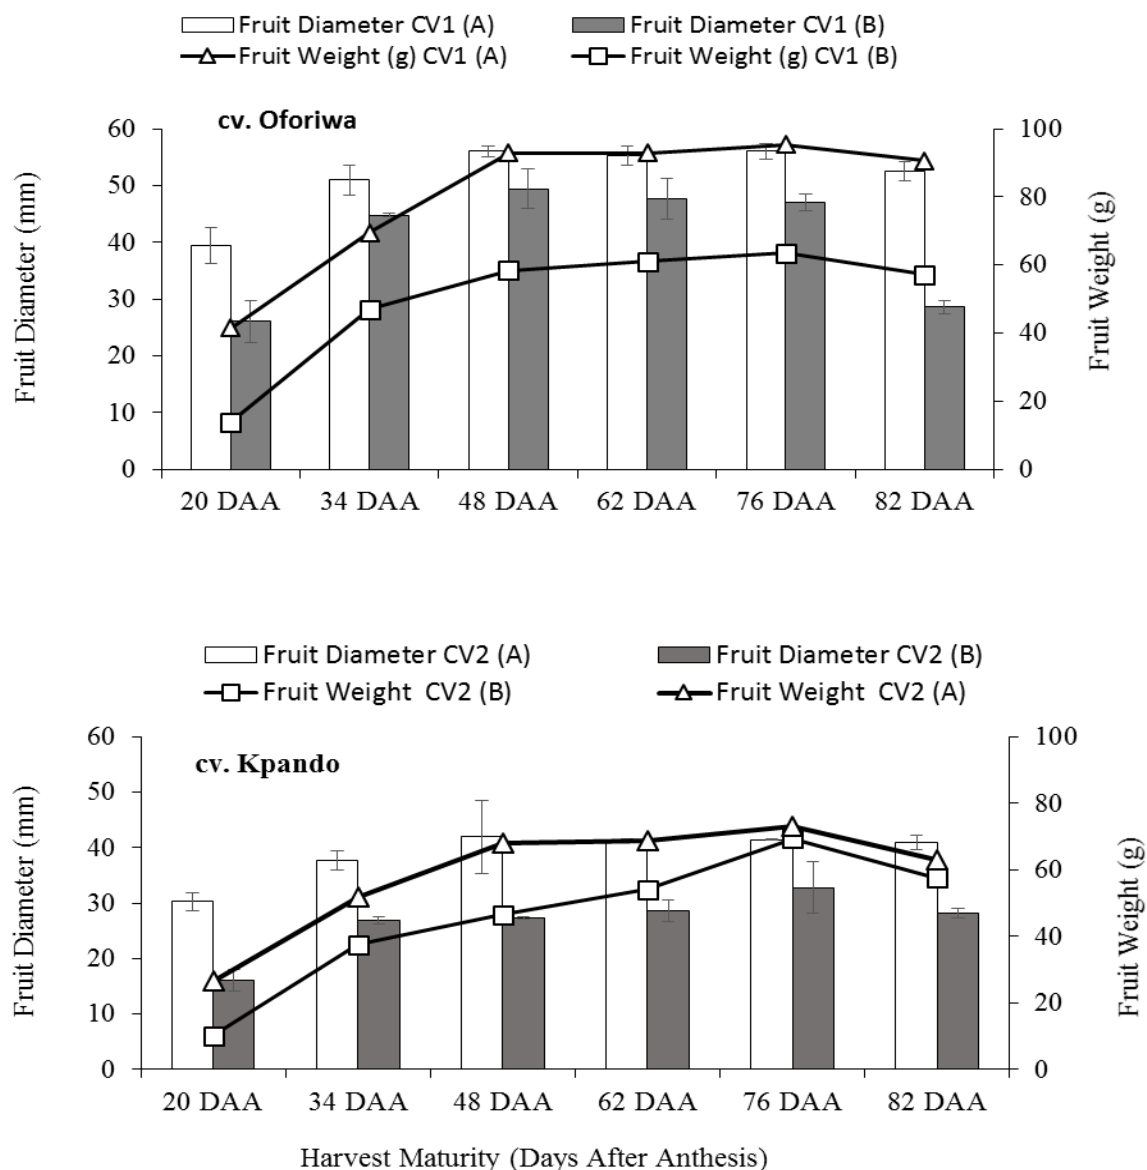 Fruit Diameter CV1 (A) Fruit Diameter CV1 (B)
Fruit Weight (g) CV1 (A) Fruit Weight (g) CV1 (B)
cv. Oforiwa
Fruit Diameter (mm)
60
50
40
30
20
10
0
100
80
60
40
20
0
Fruit Weight (g)
20 DAA 34 DAA 48 DAA 62 DAA 76 DAA 82 DAA
Fruit Diameter CV2 (A) Fruit Diameter CV2 (B)
Fruit Weight CV2 (B) Fruit Weight CV2 (A)
cv. Kpando
Fruit Diameter (mm)
60
50
40
30
20
10
0
100
80
60
40
20
0
Fruit Weight (g)
20 DAA 34 DAA 48 DAA 62 DAA 76 DAA 82 DAA
Harvest Maturity (Days After Anthesis)